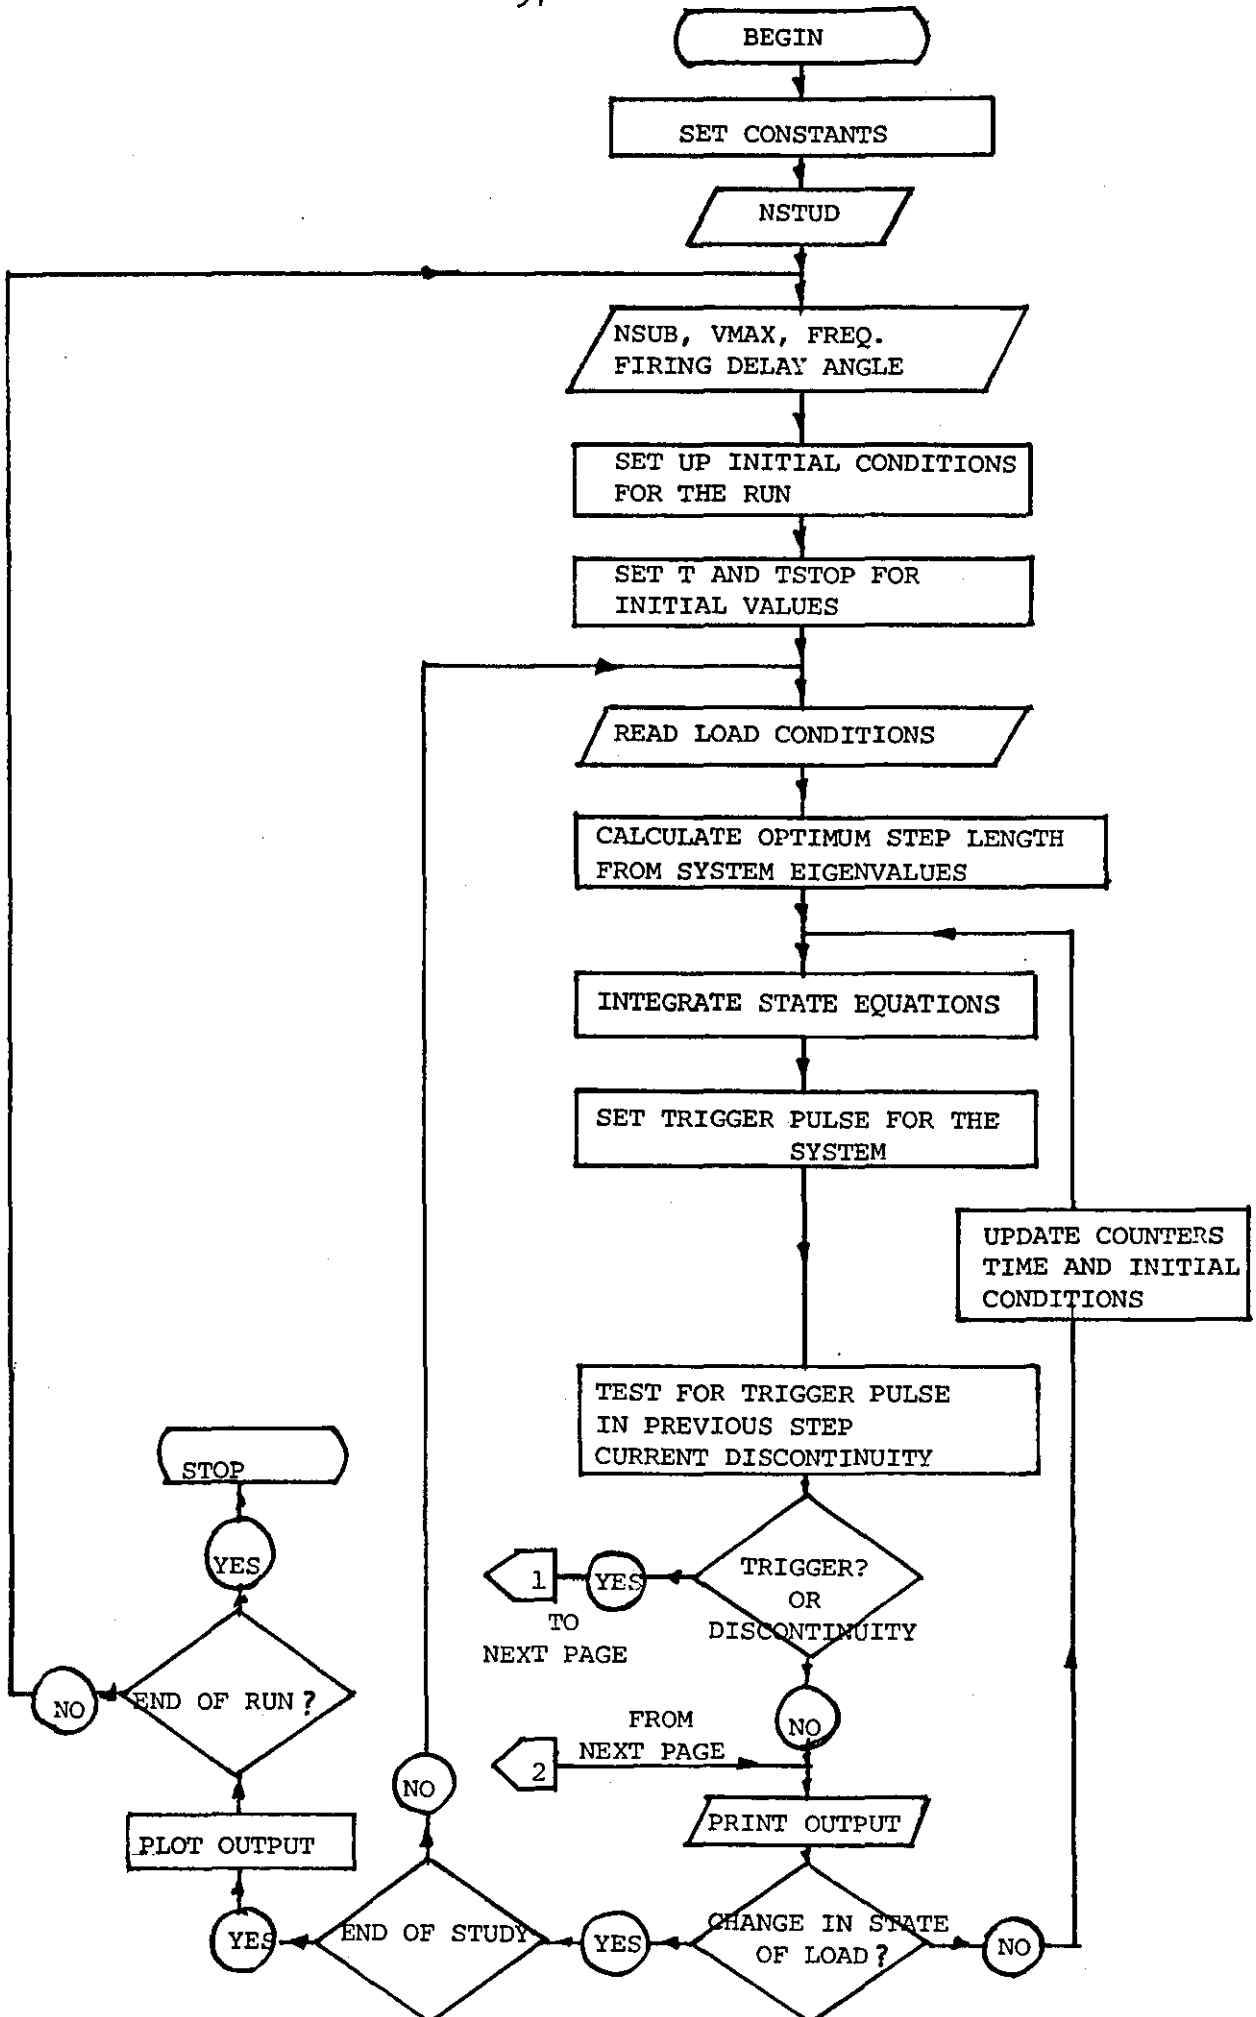 BEGIN
SET CONSTANTS
NSTUD
NSUB, VMAX, FREQ.
FIRING DELAY ANGLE
SET UP INITIAL CONDITIONS
FOR THE RUN
SET T AND TSTOP FOR
INITIAL VALUES
READ LOAD CONDITIONS
CALCULATE OPTIMUM STEP LENGTH
FROM SYSTEM EIGENVALUES
INTEGRATE STATE EQUATIONS
SET TRIGGER PULSE FOR THE
SYSTEM
UPDATE COUNTERS
TIME AND INITIAL
CONDITIONS
TEST FOR TRIGGER PULSE
IN PREVIOUS STEP
CURRENT DISCONTINUITY
STOP
YES
TRIGGER?
OR
DISCONTINUITY
YES
1
TO
NEXT PAGE
END OF RUN?
NO
NO
FROM
NEXT PAGE
2
NO
PRINT OUTPUT
PLOT OUTPUT
CHANGE IN STATE
OF LOAD?
NO
YES
END OF STUDY
YES